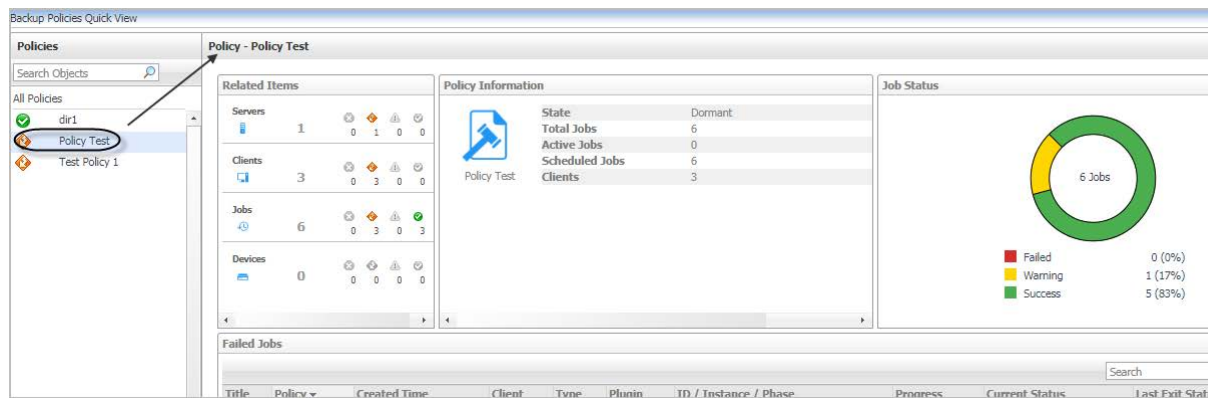 Backup Policies Quick View
Policies
Search Objects
All Policies
dir1
Policy Test
Test Policy 1
Policy - Policy Test
Related Items
Servers
1 0 1 0 0
Clients
3 0 3 0 0
Jobs
6 0 3 0 3
Devices
0 0 0 0 0
Policy Information
Policy Test
State Dormant
Total Jobs 6
Active Jobs 0
Scheduled Jobs 6
Clients 3
Job Status
6 Jobs
Failed 0 (0%)
Warning 1 (17%)
Success 5 (83%)
Failed Jobs
Search
Title Policy Created Time Client Type Plugin ID / Instance / Phase Progress Current Status Last Exit Stat